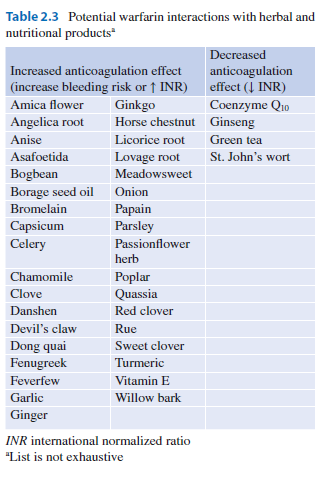 Table 2.3 Potential warfarin interactions with herbal and
nutritional productsᵃ
Increased anticoagulation effect
(increase bleeding risk or ↑ INR)
Decreased
anticoagulation
effect (↓ INR)
Amica flower Ginkgo Coenzyme Q₁₀
Angelica root Horse chestnut Ginseng
Anise Licorice root Green tea
Asafoetida Lovage root St. John's wort
Bogbean Meadowsweet
Borage seed oil Onion
Bromelain Papain
Capsicum Parsley
Celery Passionflower
herb
Chamomile Poplar
Clove Quassia
Danshen Red clover
Devil's claw Rue
Dong quai Sweet clover
Fenugreek Turmeric
Feverfew Vitamin E
Garlic Willow bark
Ginger
INR international normalized ratio
ᵃList is not exhaustive